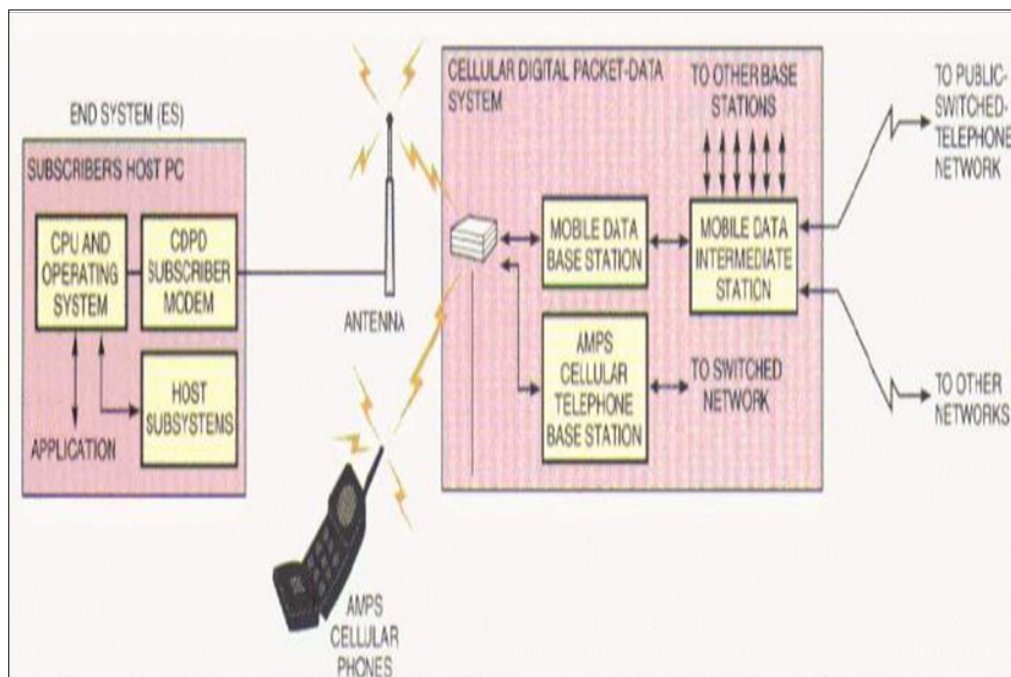 END SYSTEM (ES)
SUBSCRIBER'S HOST PC
CPU AND
OPERATING
SYSTEM
CDPD
SUBSCRIBER
MODEM
HOST
SUBSYSTEMS
APPLICATION
ANTENNA
AMPS
CELLULAR
PHONES
CELLULAR DIGITAL PACKET-DATA
SYSTEM
TO OTHER BASE
STATIONS
MOBILE DATA
BASE STATION
MOBILE DATA
INTERMEDIATE
STATION
AMPS
CELLULAR
TELEPHONE
BASE STATION
TO SWITCHED
NETWORK
TO PUBLIC-
SWITCHED-
TELEPHONE
NETWORK
TO OTHER
NETWORKS